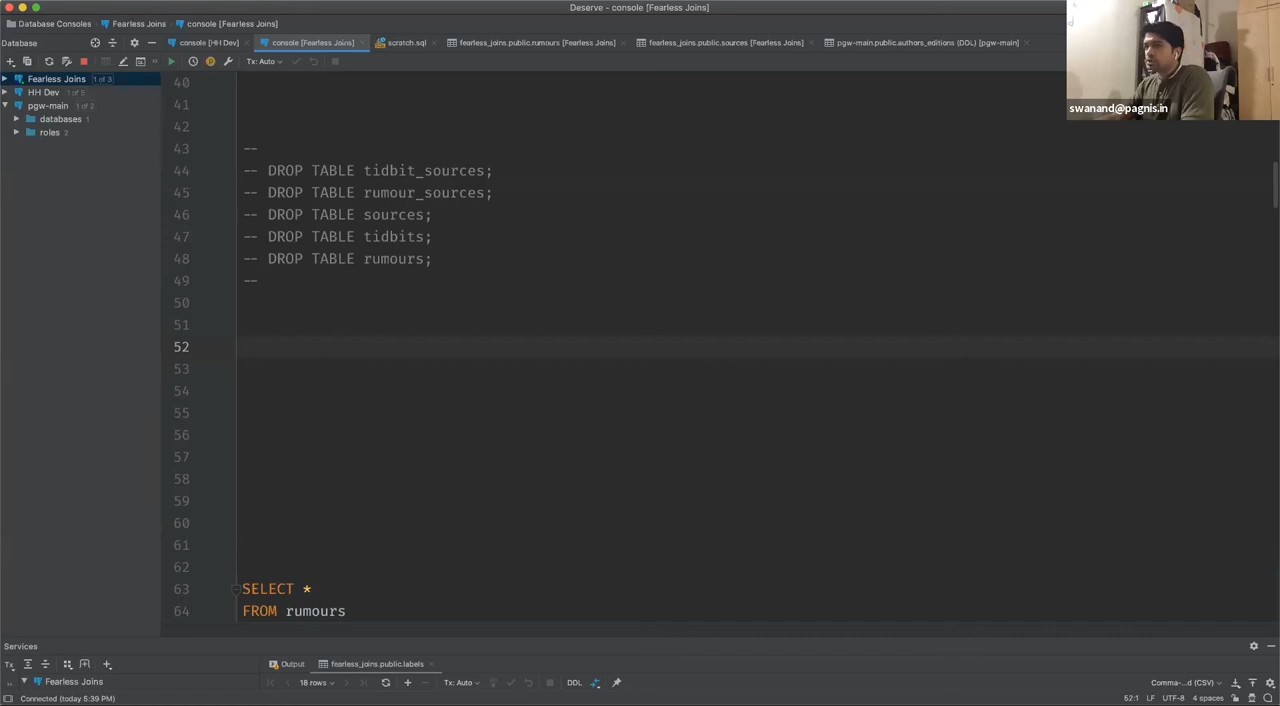 Deserve - console [Fearless Joins]
Database Consoles Fearless Joins console [Fearless Joins]
Database
console [HH Dev] console [Fearless Joins] scratch.sql fearless_joins.public.rumours [Fearless Joins] fearless_joins.public.sources [Fearless Joins] pgw-main.public.authors_editions (DDL) [pgw-main]
Tx: Auto
Fearless Joins 1 of 3
HH Dev 1 of 5
pgw-main 1 of 2
databases 1
roles 2
swanand@pagnis.in
40
41
42
43 --
44 -- DROP TABLE tidbit_sources;
45 -- DROP TABLE rumour_sources;
46 -- DROP TABLE sources;
47 -- DROP TABLE tidbits;
48 -- DROP TABLE rumours;
49 --
50
51
52
53
54
55
56
57
58
59
60
61
62
63 SELECT *
64 FROM rumours
Services
Tx Output fearless_joins.public.labels
Fearless Joins 18 rows Tx: Auto DDL Comma-...d (CSV)
Connected (today 5:39 PM) 52:1 LF UTF-8 4 spaces